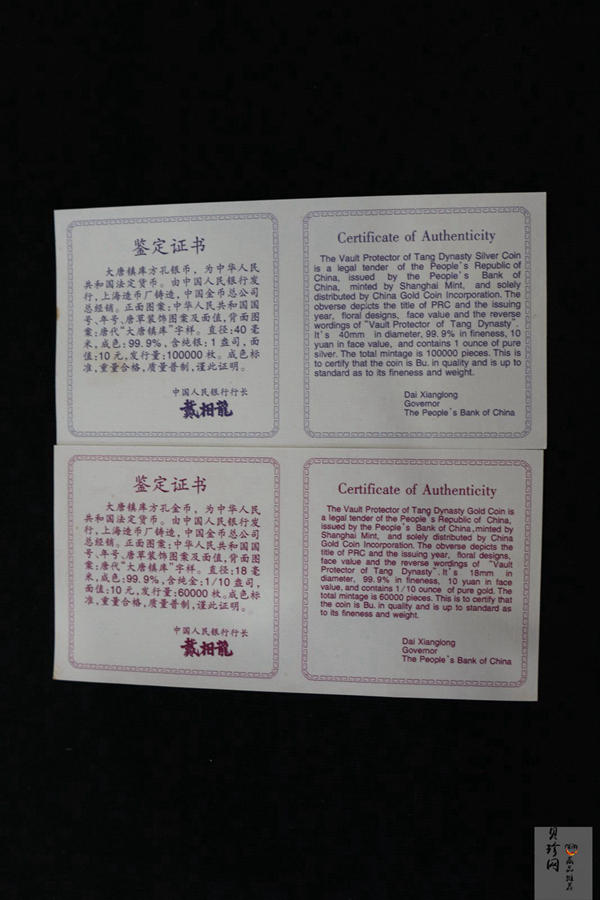 鉴定证书
大唐镇库方孔银币，为中华人民
共和国法定货币。由中国人民银行发
行，上海造币厂铸造，中国金币总公司
总经销。正面图案：中华人民共和国国
号、年号、唐草装饰图案及面值，背面图
案：唐代“大唐镇库”字样。直径：40毫
米，成色：99.9%，含纯银：1盎司，面
值：10元，发行量：100000枚。成色标
准，重量合格，质量普制，谨此证明。
中国人民银行行长
戴相龍
Certificate of Authenticity
The Vault Protector of Tang Dynasty Silver Coin
is a legal tender of the People's Republic of
China, issued by the People's Bank of
China, minted by Shanghai Mint, and solely
distributed by China Gold Coin Incorporation. The
obverse depicts the title of PRC and the issuing
year, floral designs, face value and the reverse
wordings of "Vault Protector of Tang Dynasty".
It's 40mm in diameter, 99.9% in fineness, 10
yuan in face value, and contains 1 ounce of pure
silver. The total mintage is 100000 pieces. This is
to certify that the coin is Bu. in quality and is up to
standard as to its fineness and weight.
Dai Xianglong
Governor
The People's Bank of China
鉴定证书
大唐镇库方孔金币，为中华人民
共和国法定货币。由中国人民银行发
行，上海造币厂铸造，中国金币总公司
总经销。正面图案：中华人民共和国国
号、年号、唐草装饰图案及面值，背面图
案：唐代“大唐镇库”字样。直径：18毫
米，成色：99.9%，含纯金：1/10盎司，
面值：10元，发行量：60000枚。成色标
准，重量合格，质量普制，谨此证明。
中国人民银行行长
戴相龍
Certificate of Authenticity
The Vault Protector of Tang Dynasty Gold Coin is
a legal tender of the People's Republic of China,
issued by the People's Bank of China, minted by
Shanghai Mint, and solely distributed by China
Gold Coin Incorporation. The obverse depicts the
title of PRC and the issuing year, floral designs,
face value and the reverse wordings of "Vault
Protector of Tang Dynasty". It's 18mm in
diameter, 99.9% in fineness, 10 yuan in face
value, and contains 1/10 ounce of pure gold. The
total mintage is 60000 pieces. This is to certify that
the coin is Bu. in quality and is up to standard as
to its fineness and weight.
Dai Xianglong
Governor
The People's Bank of China
贝珍网